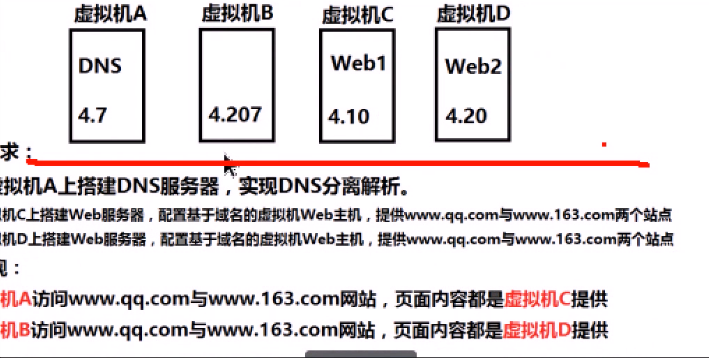 虚拟机A 虚拟机B 虚拟机C 虚拟机D
DNS Web1 Web2
4.7 4.207 4.10 4.20
求：
拟机A上搭建DNS服务器，实现DNS分离解析。
机C上搭建Web服务器，配置基于域名的虚拟机Web主机，提供www.qq.com与www.163.com两个站点
机D上搭建Web服务器，配置基于域名的虚拟机Web主机，提供www.qq.com与www.163.com两个站点
现：
机A访问www.qq.com与www.163.com网站，页面内容都是虚拟机C提供
机B访问www.qq.com与www.163.com网站，页面内容都是虚拟机D提供